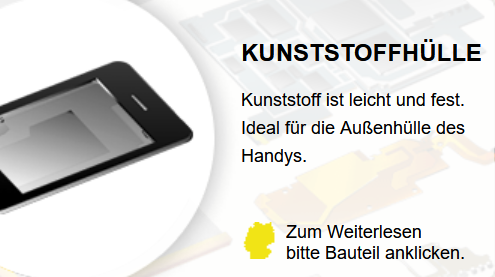 KUNSTSTOFFHÜLLE
Kunststoff ist leicht und fest.
Ideal für die Außenhülle des
Handys.
Zum Weiterlesen
bitte Bauteil anklicken.